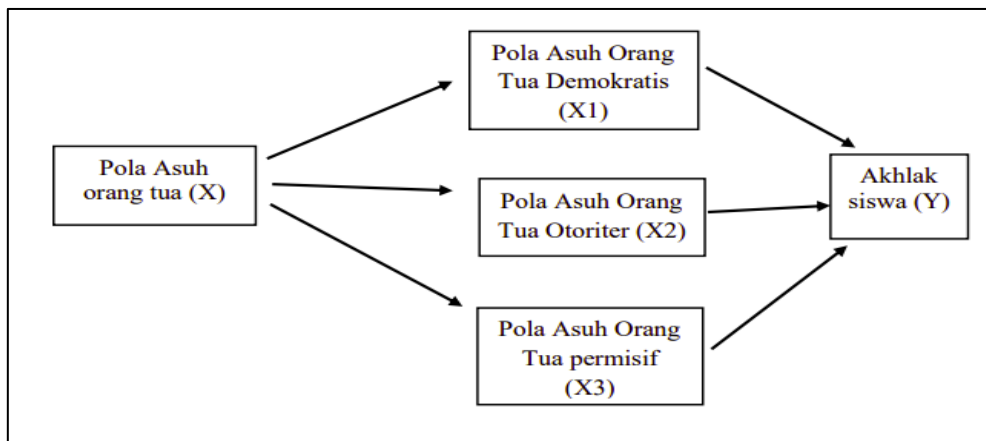 Pola Asuh
orang tua (X)
Pola Asuh Orang
Tua Demokratis
(X1)
Pola Asuh Orang
Tua Otoriter (X2)
Pola Asuh Orang
Tua permisif
(X3)
Akhlak
siswa (Y)